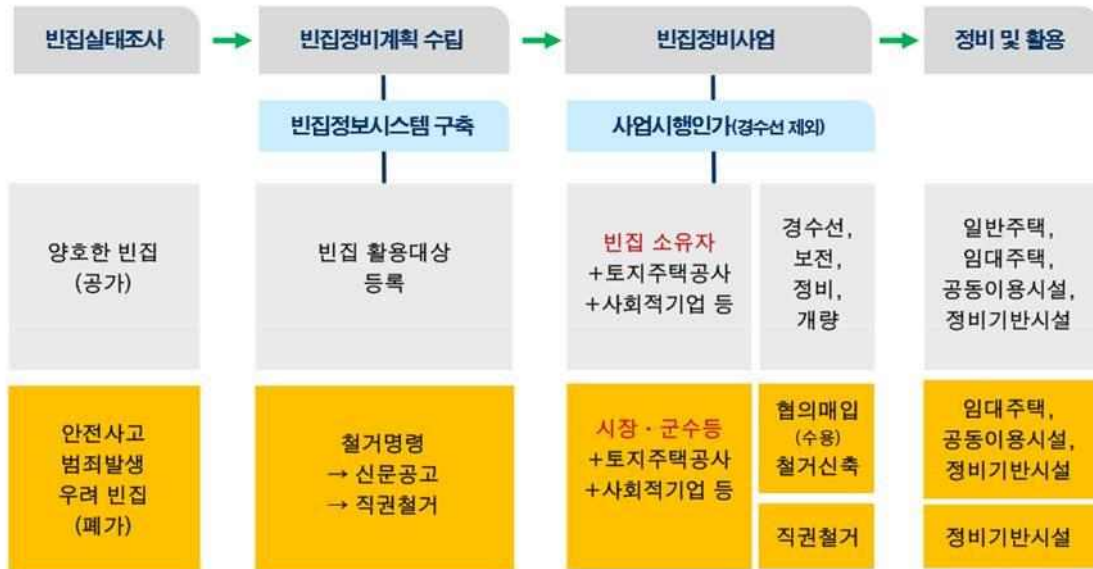 빈집실태조사
빈집정비계획 수립
빈집정비사업
정비 및 활용
빈집정보시스템 구축
사업시행인가(경수선 제외)
양호한 빈집
(공가)
빈집 활용대상
등록
빈집 소유자
+토지주택공사
+사회적기업 등
경수선,
보전,
정비,
개량
일반주택,
임대주택,
공동이용시설,
정비기반시설
안전사고
범죄발생
우려 빈집
(폐가)
철거명령
→ 신문공고
→ 직권철거
시장·군수등
+토지주택공사
+사회적기업 등
협의매입
(수용)
철거신축
임대주택,
공동이용시설,
정비기반시설
직권철거
정비기반시설